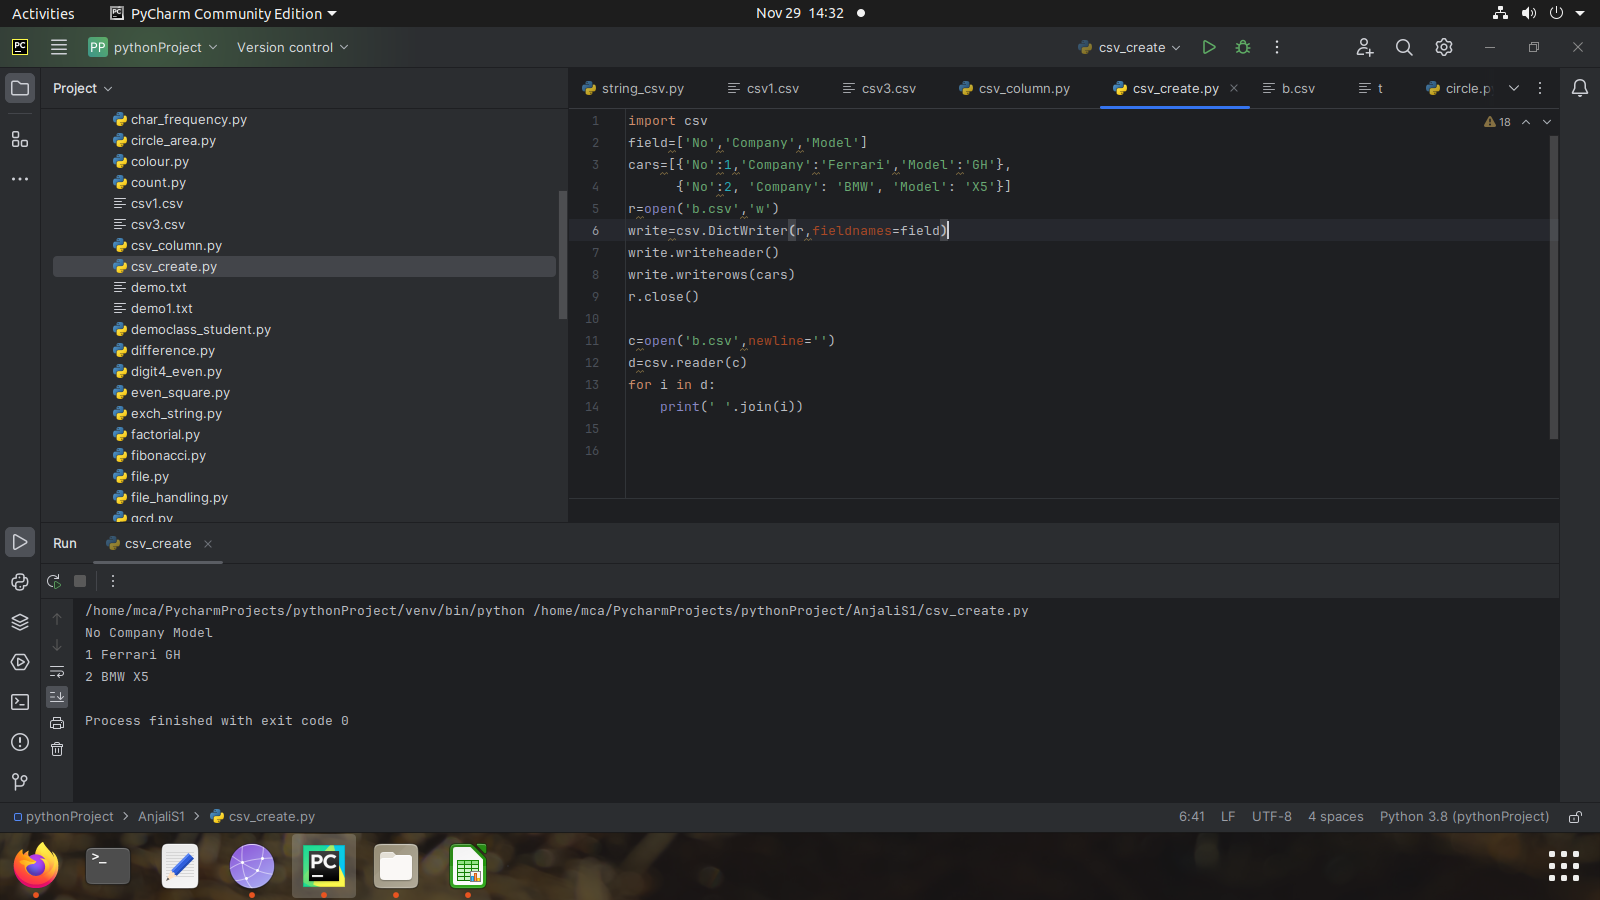 Activities PyCharm Community Edition Nov 29 14:32
PC PP pythonProject Version control csv_create
Project
string_csv.py csv1.csv csv3.csv csv_column.py csv_create.py b.csv t circle.p
char_frequency.py
circle_area.py
colour.py
count.py
csv1.csv
csv3.csv
csv_column.py
csv_create.py
demo.txt
demo1.txt
democlass_student.py
difference.py
digit4_even.py
even_square.py
exch_string.py
factorial.py
fibonacci.py
file.py
file_handling.py
gcd.py
18
1 import csv
2 field=['No','Company','Model']
3 cars=[{'No':1,'Company':'Ferrari','Model':'GH'},
4 {'No':2, 'Company': 'BMW', 'Model': 'X5'}]
5 r=open('b.csv','w')
6 write=csv.DictWriter(r,fieldnames=field)
7 write.writeheader()
8 write.writerows(cars)
9 r.close()
10
11 c=open('b.csv',newline='')
12 d=csv.reader(c)
13 for i in d:
14 print(' '.join(i))
15
16
Run csv_create
/home/mca/PycharmProjects/pythonProject/venv/bin/python /home/mca/PycharmProjects/pythonProject/AnjaliS1/csv_create.py
No Company Model
1 Ferrari GH
2 BMW X5
Process finished with exit code 0
pythonProject > AnjaliS1 > csv_create.py 6:41 LF UTF-8 4 spaces Python 3.8 (pythonProject)
>_ PC